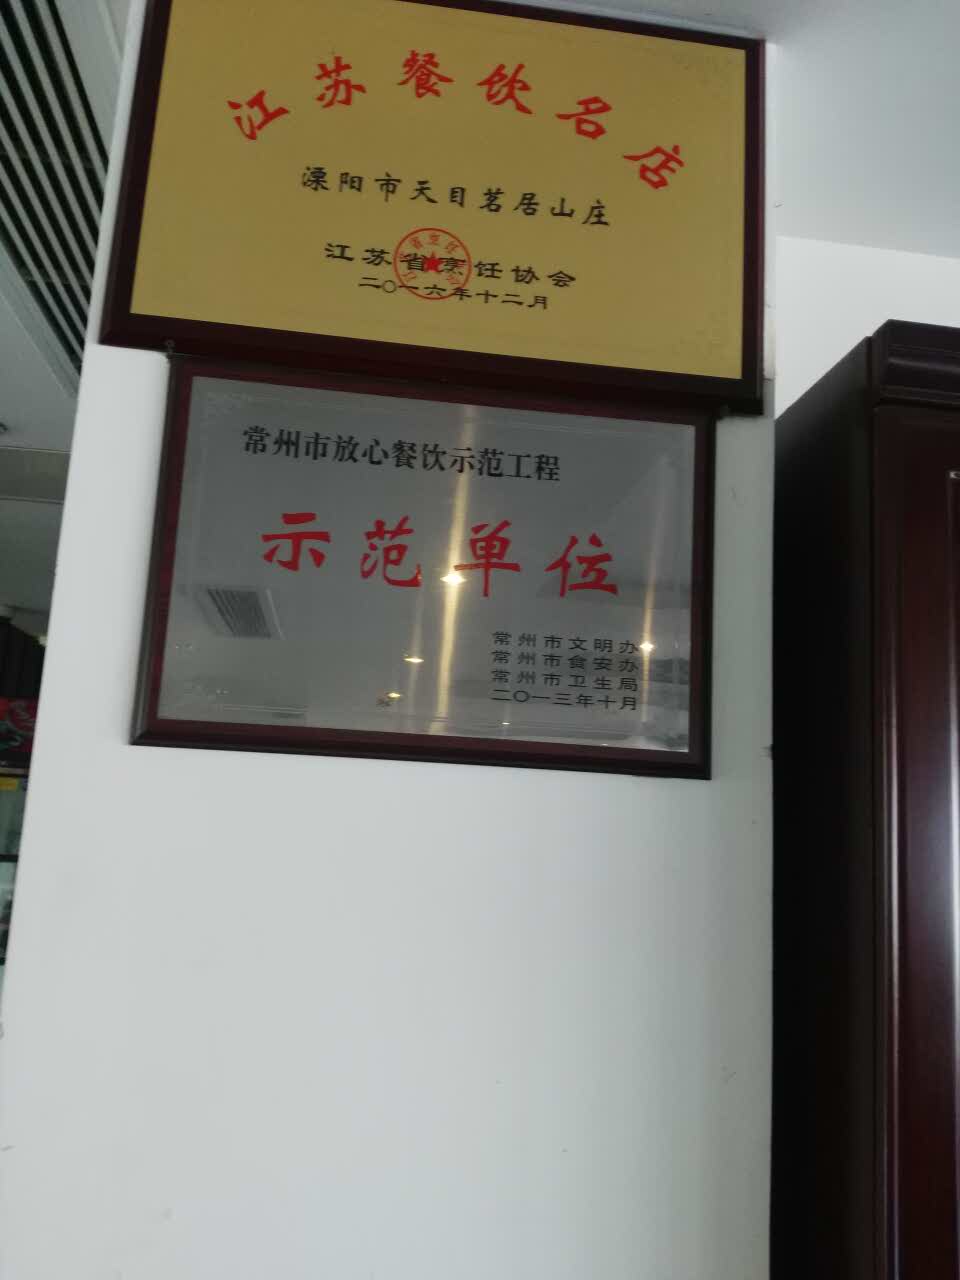 江苏餐饮名店
溧阳市天目茗居山庄
江苏省烹饪协会
二〇一六年十二月
常州市放心餐饮示范工程
示范单位
常州市文明办
常州市食安办
常州市卫生局
二〇一三年十月